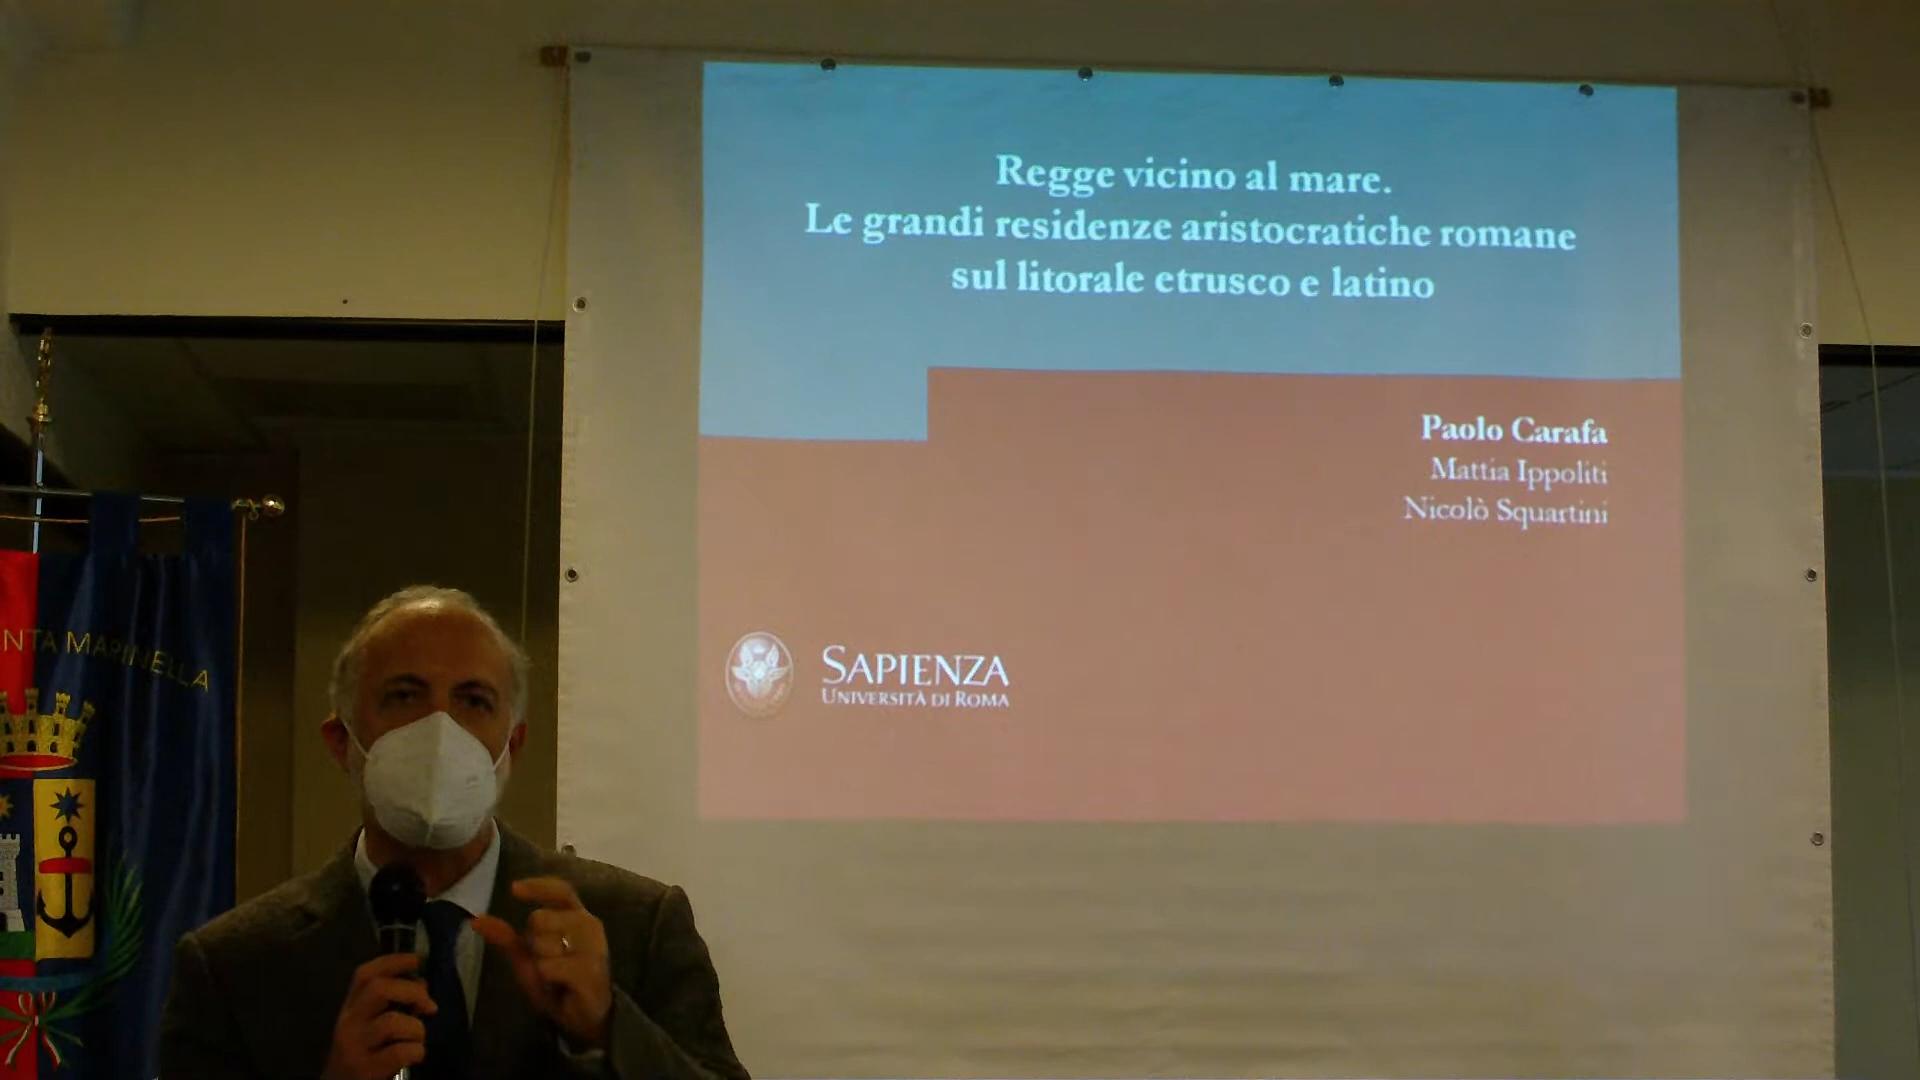 Regge vicino al mare.
Le grandi residenze aristocratiche romane
sul litorale etrusco e latino
Paolo Carafa
Mattia Ippoliti
Nicolò Squartini
SAPIENZA
UNIVERSITÀ DI ROMA
NTA MARINELLA